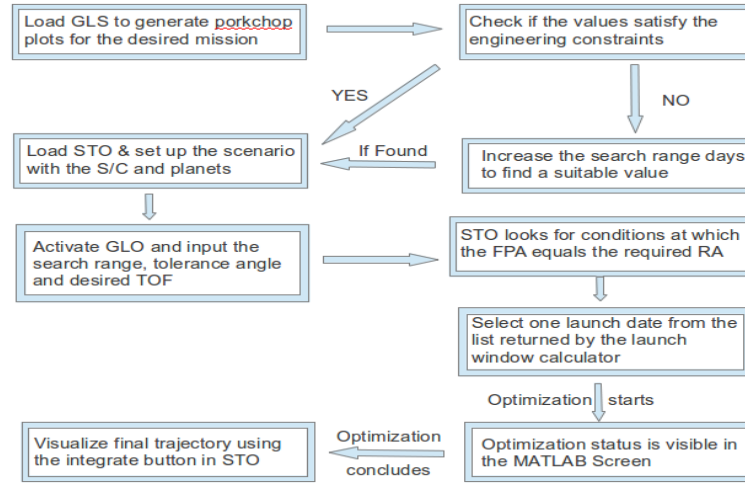 Load GLS to generate porkchop
plots for the desired mission
Check if the values satisfy the
engineering constraints
YES
NO
Load STO & set up the scenario
with the S/C and planets
If Found
Increase the search range days
to find a suitable value
Activate GLO and input the
search range, tolerance angle
and desired TOF
STO looks for conditions at which
the FPA equals the required RA
Select one launch date from the
list returned by the launch
window calculator
Optimization starts
Visualize final trajectory using
the integrate button in STO
Optimization
concludes
Optimization status is visible in
the MATLAB Screen